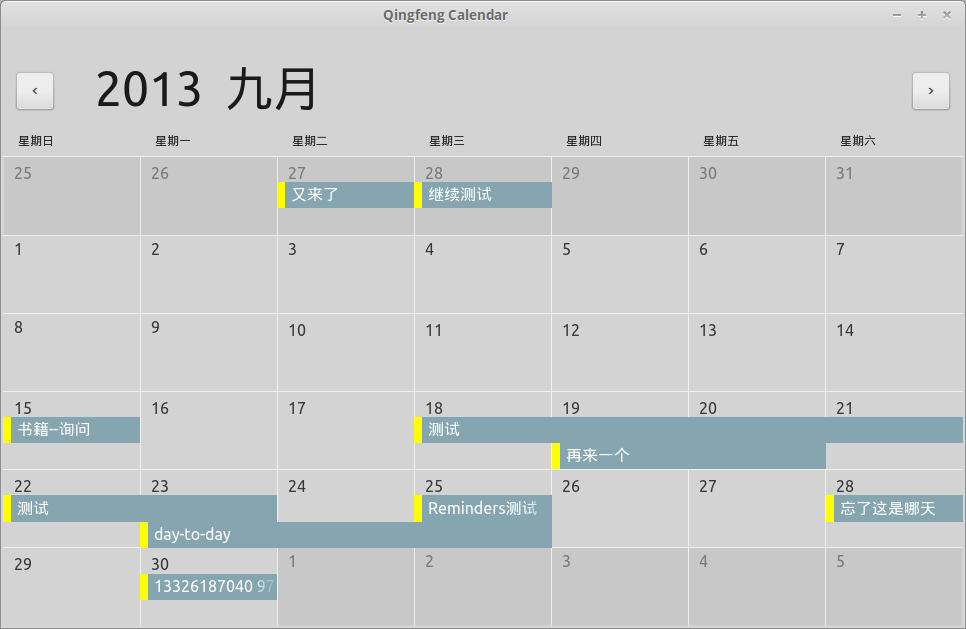 Qingfeng Calendar
‹ 2013 九月 ›
星期日 星期一 星期二 星期三 星期四 星期五 星期六
25 26 27 28 29 30 31
又来了 继续测试
1 2 3 4 5 6 7
8 9 10 11 12 13 14
15 16 17 18 19 20 21
书籍--询问 测试
再来一个
22 23 24 25 26 27 28
测试 Reminders测试 忘了这是哪天
day-to-day
29 30 1 2 3 4 5
13326187040 97